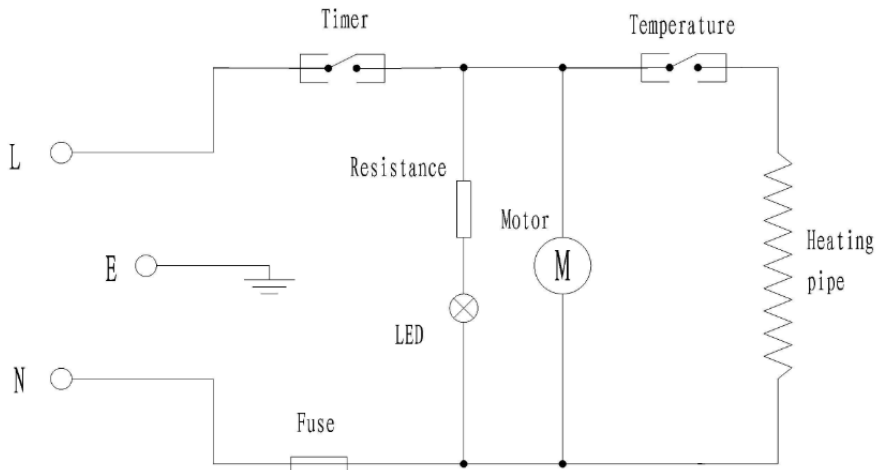 Timer
Temperature
L
Resistance
Motor
E
M
Heating
pipe
LED
N
Fuse